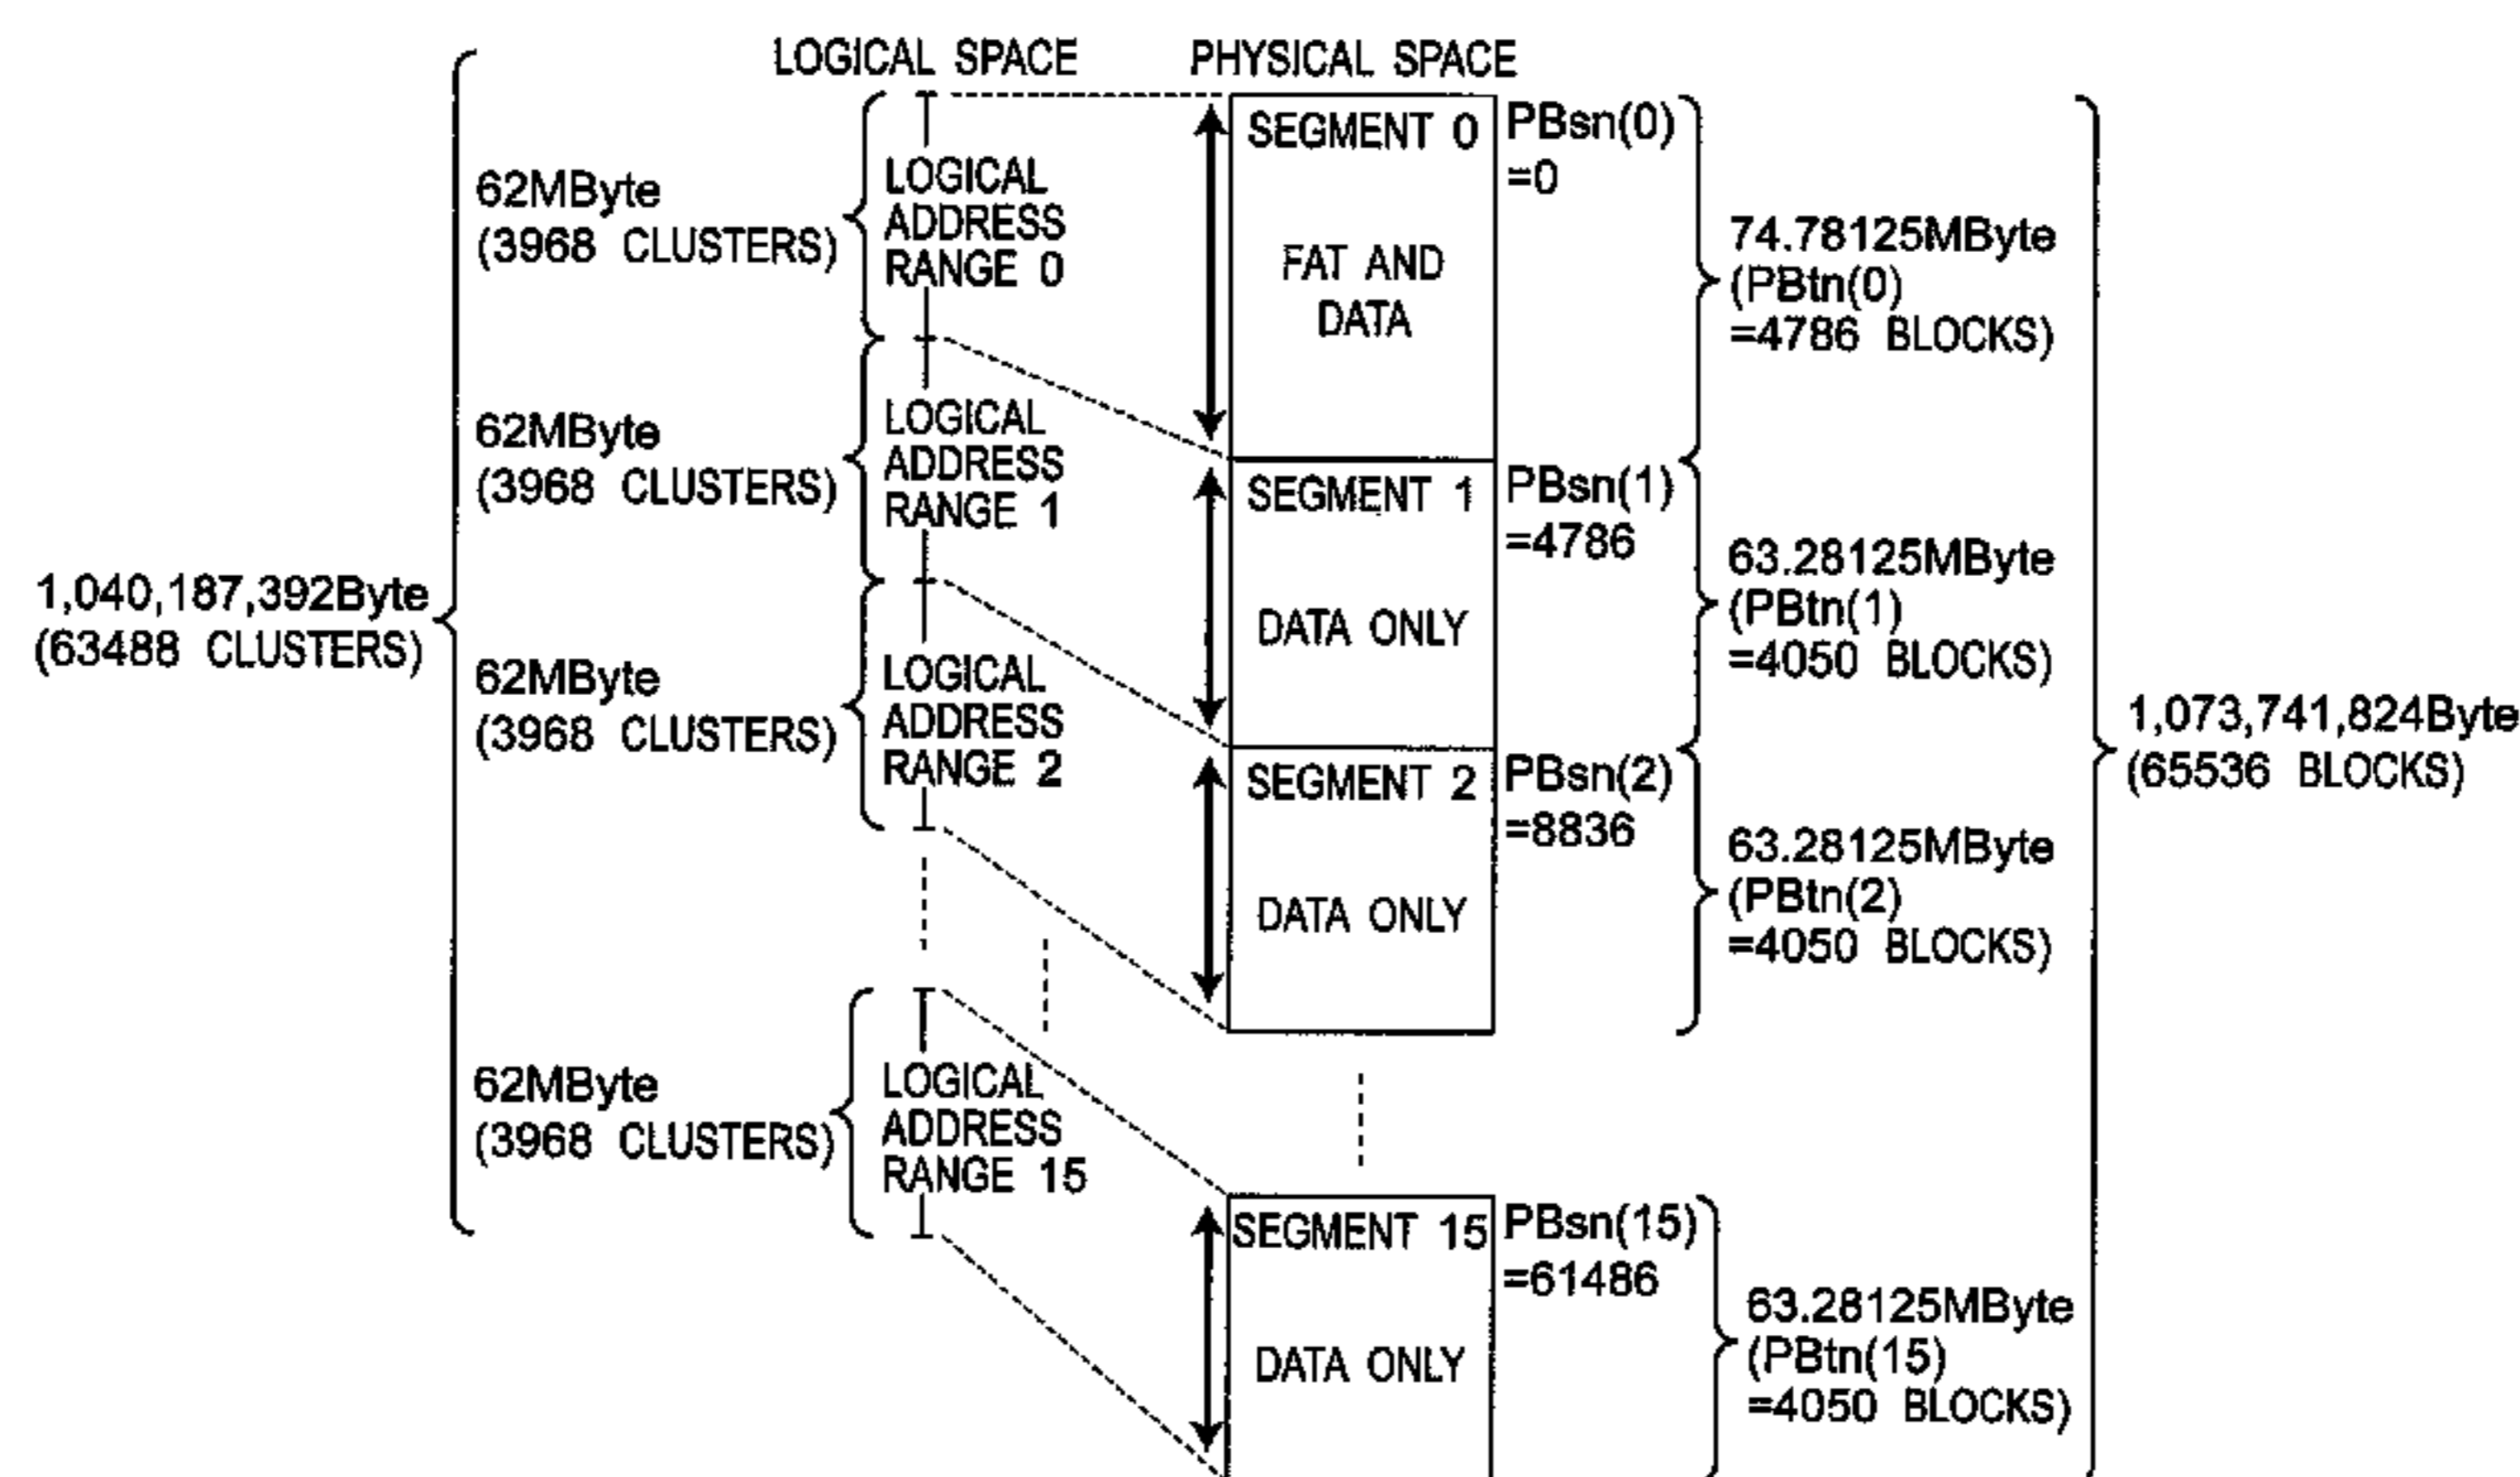 LOGICAL SPACE
PHYSICAL SPACE
1,040,187,392Byte
(63488 CLUSTERS)
62MByte
(3968 CLUSTERS)
LOGICAL
ADDRESS
RANGE 0
62MByte
(3968 CLUSTERS)
LOGICAL
ADDRESS
RANGE 1
62MByte
(3968 CLUSTERS)
LOGICAL
ADDRESS
RANGE 2
62MByte
(3968 CLUSTERS)
LOGICAL
ADDRESS
RANGE 15
SEGMENT 0
FAT AND
DATA
PBsn(0)
=0
74.78125MByte
(PBtn(0)
=4786 BLOCKS)
SEGMENT 1
DATA ONLY
PBsn(1)
=4786
63.28125MByte
(PBtn(1)
=4050 BLOCKS)
SEGMENT 2
DATA ONLY
PBsn(2)
=8836
63.28125MByte
(PBtn(2)
=4050 BLOCKS)
SEGMENT 15
DATA ONLY
PBsn(15)
=61486
63.28125MByte
(PBtn(15)
=4050 BLOCKS)
1,073,741,824Byte
(65536 BLOCKS)